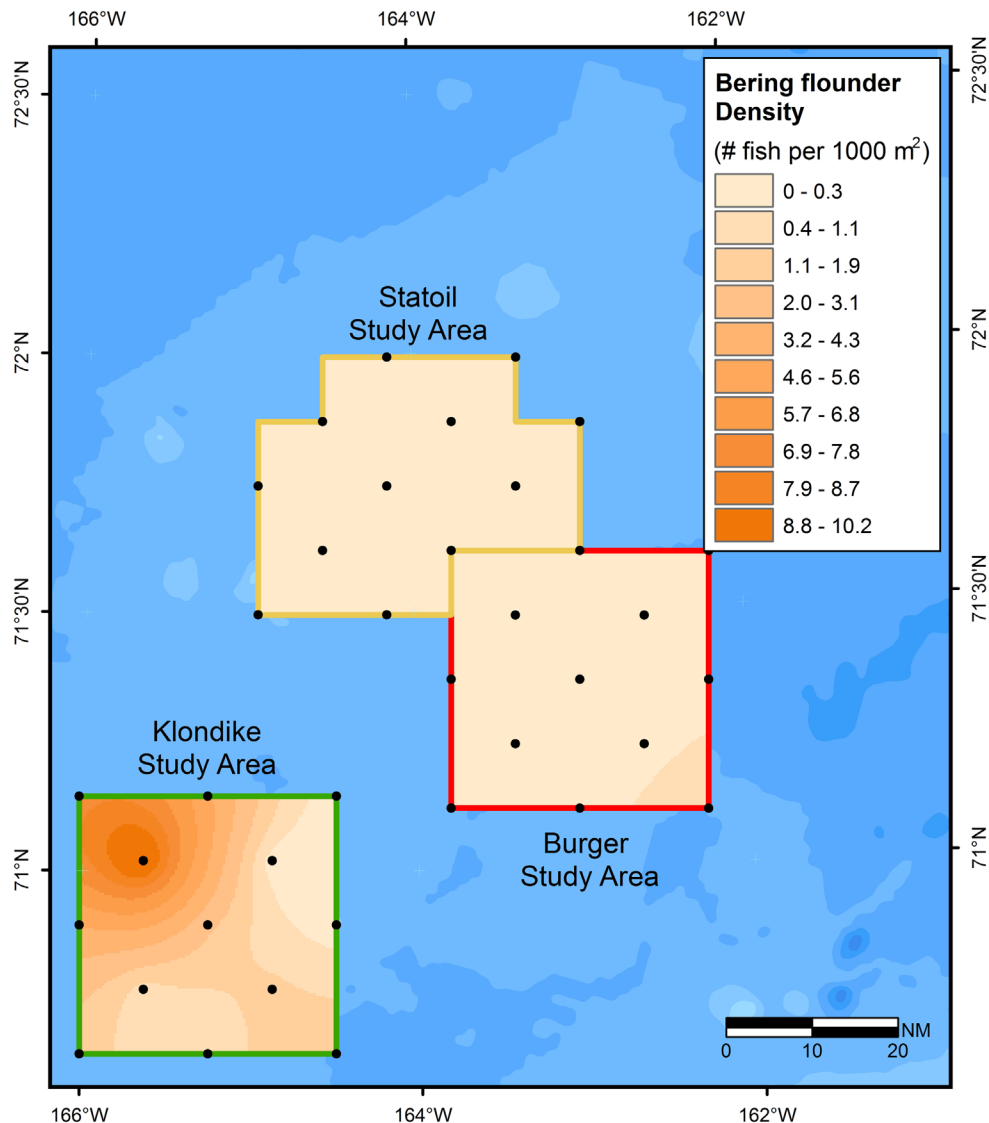 166°W 164°W 162°W
72°30'N
72°30'N
Bering flounder
Density
(# fish per 1000 m²)
0 - 0.3
0.4 - 1.1
1.1 - 1.9
2.0 - 3.1
3.2 - 4.3
4.6 - 5.6
5.7 - 6.8
6.9 - 7.8
7.9 - 8.7
8.8 - 10.2
Statoil
Study Area
72°N
72°N
71°30'N
71°30'N
Klondike
Study Area
Burger
Study Area
71°N
71°N
NM
0 10 20
166°W 164°W 162°W